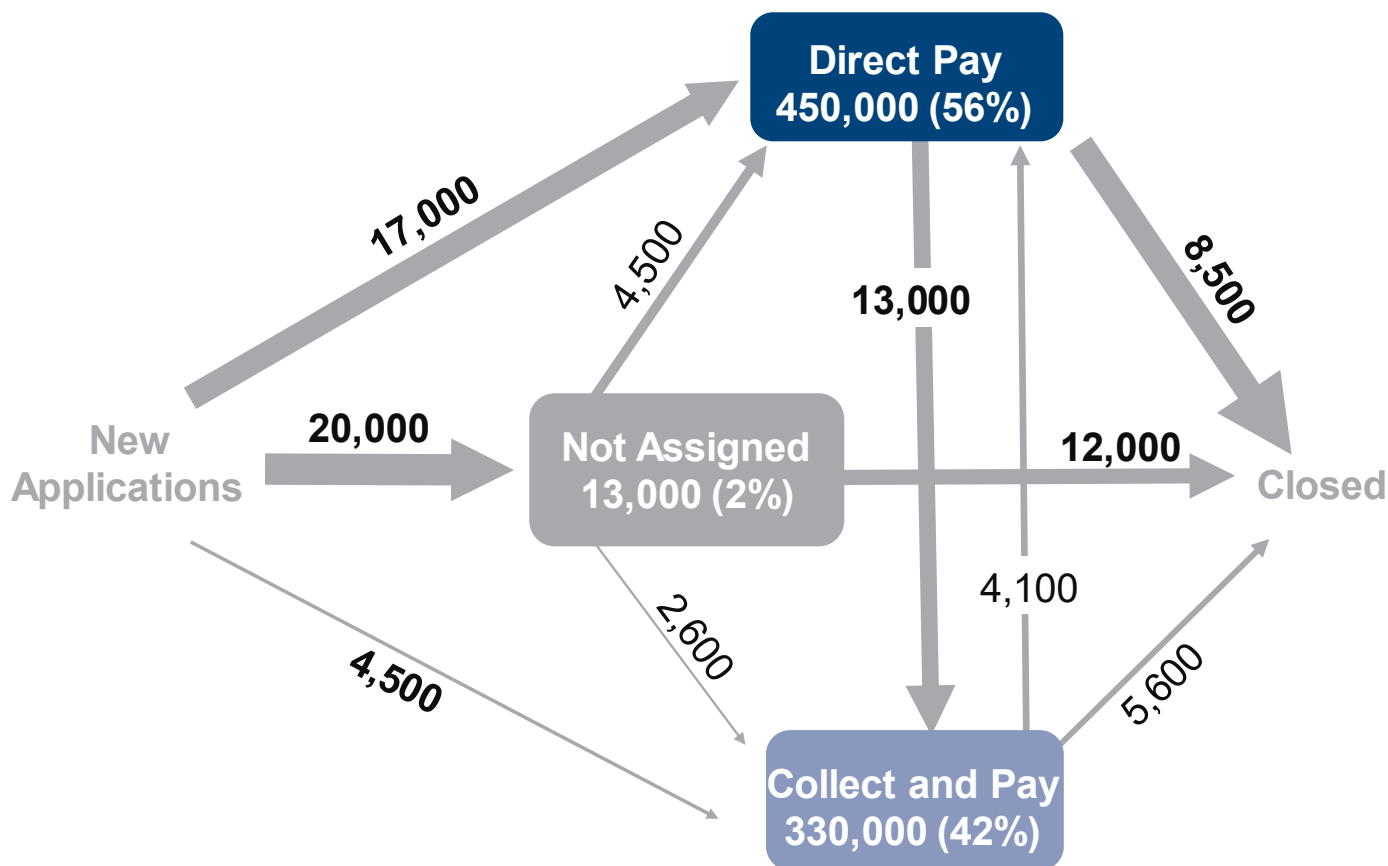 Direct Pay
450,000 (56%)
17,000
4,500
8,500
13,000
New
Applications
20,000
Not Assigned
13,000 (2%)
12,000
Closed
4,100
2,600
4,500
5,600
Collect and Pay
330,000 (42%)